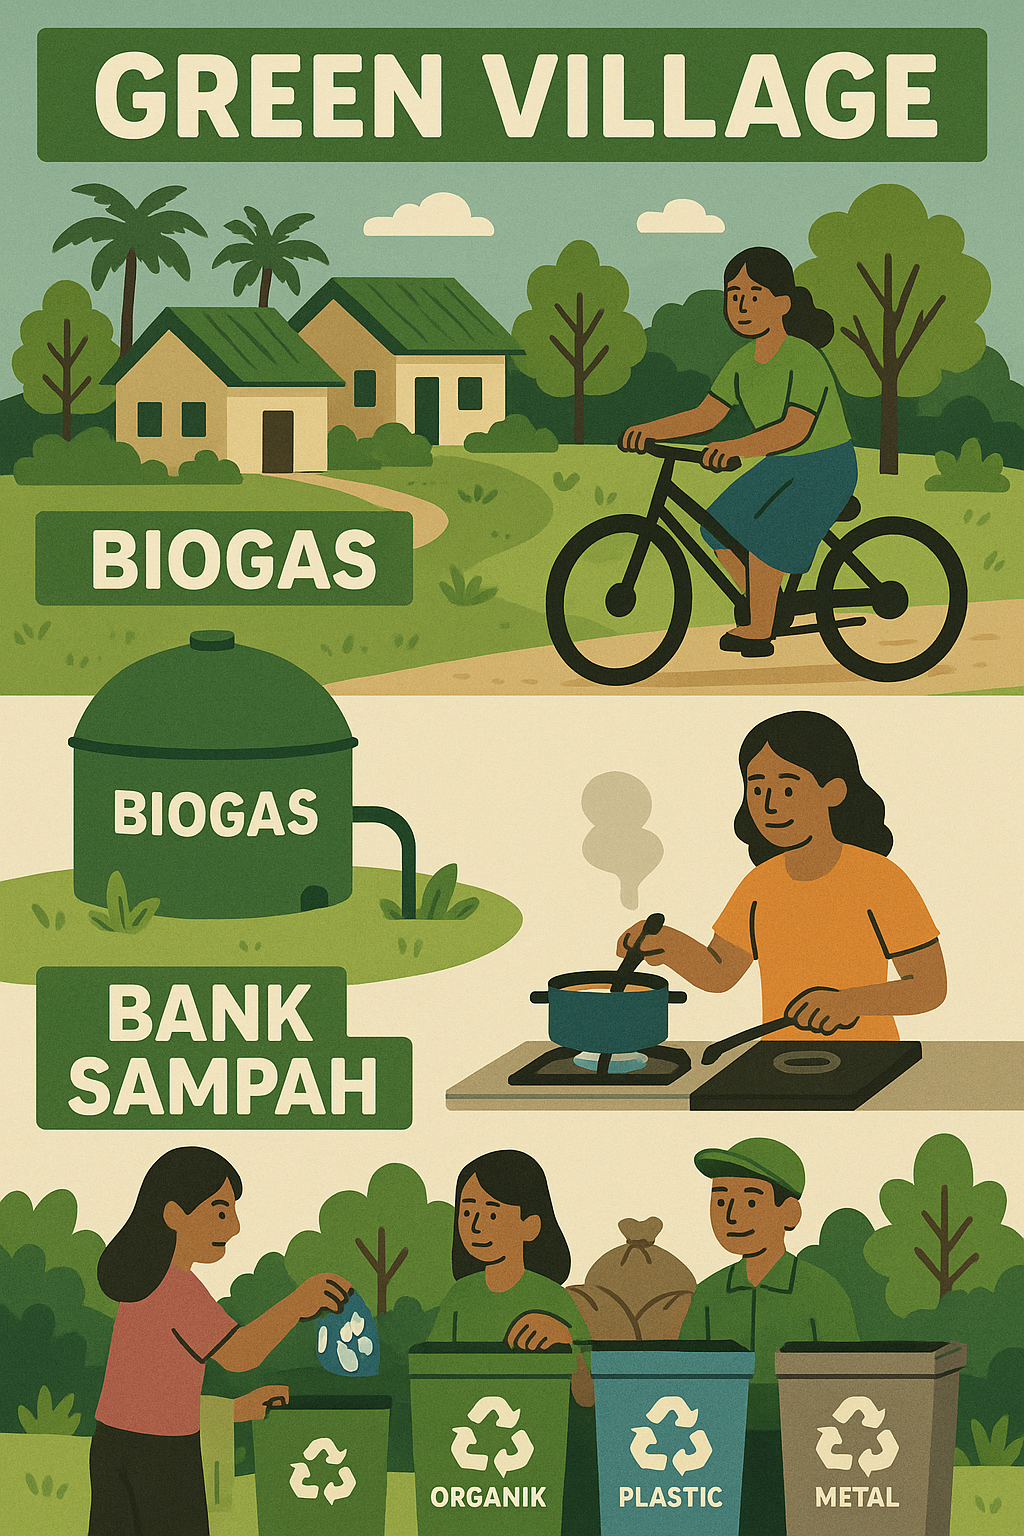 GREEN VILLAGE
BIOGAS
BIOGAS
BANK
SAMPAH
ORGANIK
PLASTIC
METAL